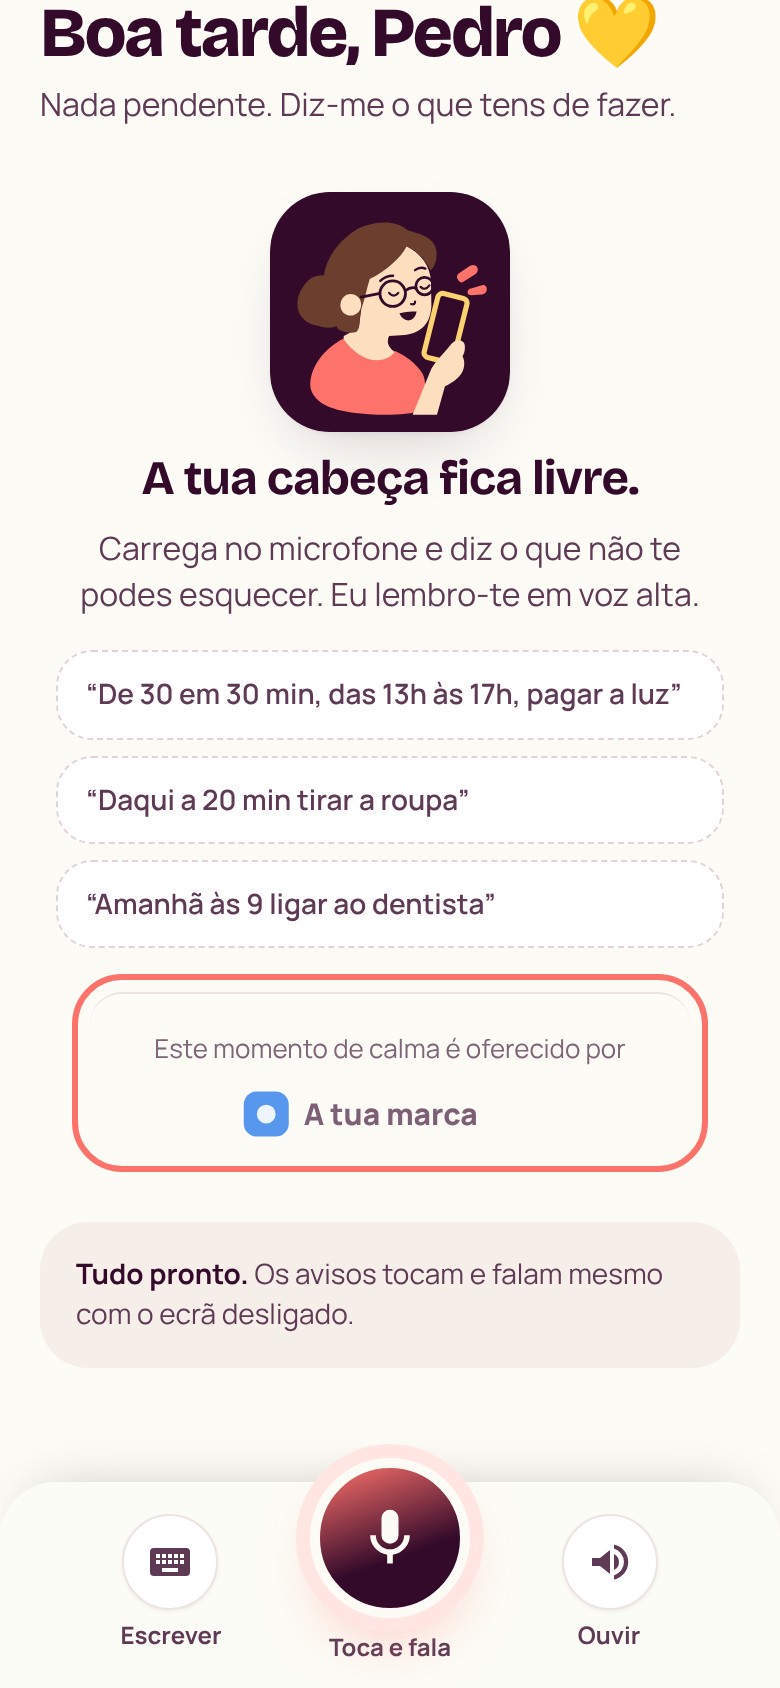 Boa tarde, Pedro 💛
Nada pendente. Diz-me o que tens de fazer.
A tua cabeça fica livre.
Carrega no microfone e diz o que não te
podes esquecer. Eu lembro-te em voz alta.
“De 30 em 30 min, das 13h às 17h, pagar a luz”
“Daqui a 20 min tirar a roupa”
“Amanhã às 9 ligar ao dentista”
Este momento de calma é oferecido por
A tua marca
Tudo pronto. Os avisos tocam e falam mesmo
com o ecrã desligado.
Escrever
Toca e fala
Ouvir